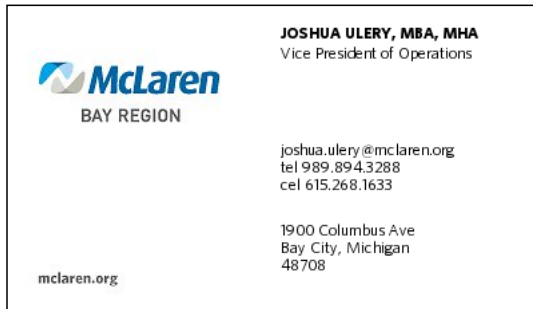 McLaren
BAY REGION
mclaren.org
JOSHUA ULERY, MBA, MHA
Vice President of Operations
joshua.ulery@mclaren.org
tel 989.894.3288
cel 615.268.1633
1900 Columbus Ave
Bay City, Michigan
48708